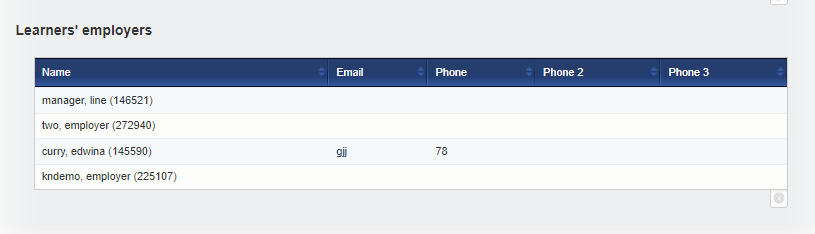 Learners' employers
Name Email Phone Phone 2 Phone 3
manager, line (146521)
two, employer (272940)
curry, edwina (145590) gjj 78
kndemo, employer (225107)